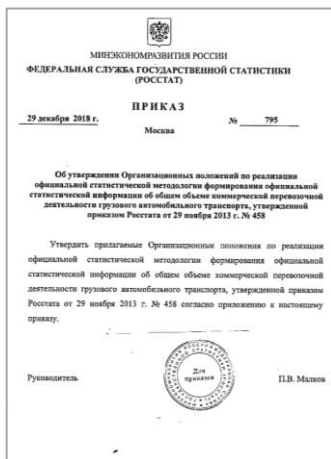 МИНЭКОНОМРАЗВИТИЯ РОССИИ
ФЕДЕРАЛЬНАЯ СЛУЖБА ГОСУДАРСТВЕННОЙ СТАТИСТИКИ
(РОССТАТ)
ПРИКАЗ
29 декабря 2018 г. № 795
Москва
Об утверждении Организационных положений по реализации
официальной статистической методологии формирования официальной
статистической информации об общем объеме коммерческой перевозочной
деятельности грузового автомобильного транспорта, утвержденной
приказом Росстата от 29 ноября 2013 г. № 458
Утвердить прилагаемые Организационные положения по реализации
официальной статистической методологии формирования официальной
статистической информации об общем объеме коммерческой перевозочной
деятельности грузового автомобильного транспорта, утвержденной приказом
Росстата от 29 ноября 2013 г. № 458 согласно приложению к настоящему
приказу.
Руководитель П.В. Малков
Для
приказов